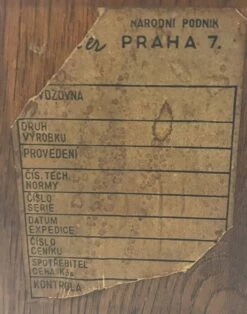 NÁRODNÍ PODNIK
er PRAHA 7.
VOZOVNA
DRUH
VÝROBKU
PROVEDENÍ
ČÍS. TECH.
NORMY
ČÍSLO
SERIE
DATUM
EXPEDICE
ČÍSLO
CENÍKU
SPOTŘEBITEL.
CENA Kčs
KONTROLA